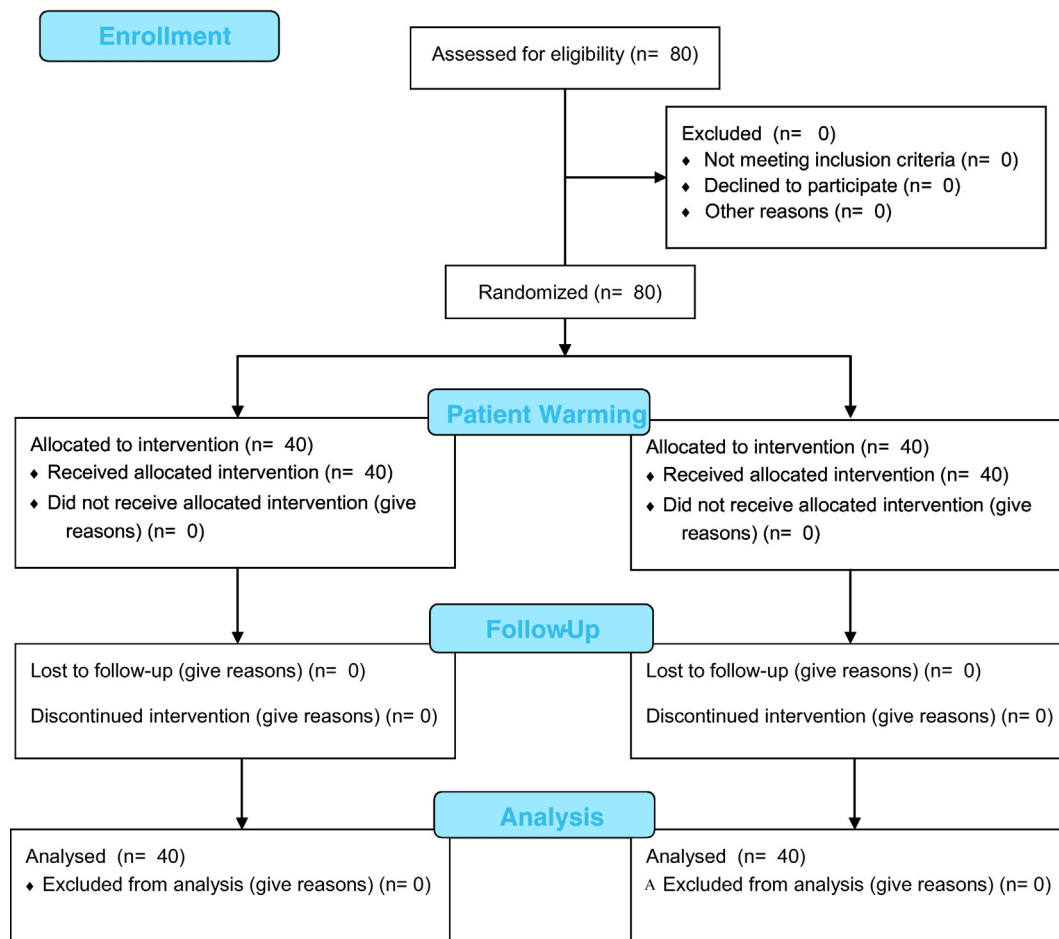 Enrollment
Assessed for eligibility (n= 80)
Excluded (n= 0)
♦ Not meeting inclusion criteria (n= 0)
♦ Declined to participate (n= 0)
♦ Other reasons (n= 0)
Randomized (n= 80)
Patient Warming
Allocated to intervention (n= 40)
♦ Received allocated intervention (n= 40)
♦ Did not receive allocated intervention (give
reasons) (n= 0)
Allocated to intervention (n= 40)
♦ Received allocated intervention (n= 40)
♦ Did not receive allocated intervention (give
reasons) (n= 0)
Follow-Up
Lost to follow-up (give reasons) (n= 0)
Discontinued intervention (give reasons) (n= 0)
Lost to follow-up (give reasons) (n= 0)
Discontinued intervention (give reasons) (n= 0)
Analysis
Analysed (n= 40)
♦ Excluded from analysis (give reasons) (n= 0)
Analysed (n= 40)
A Excluded from analysis (give reasons) (n= 0)